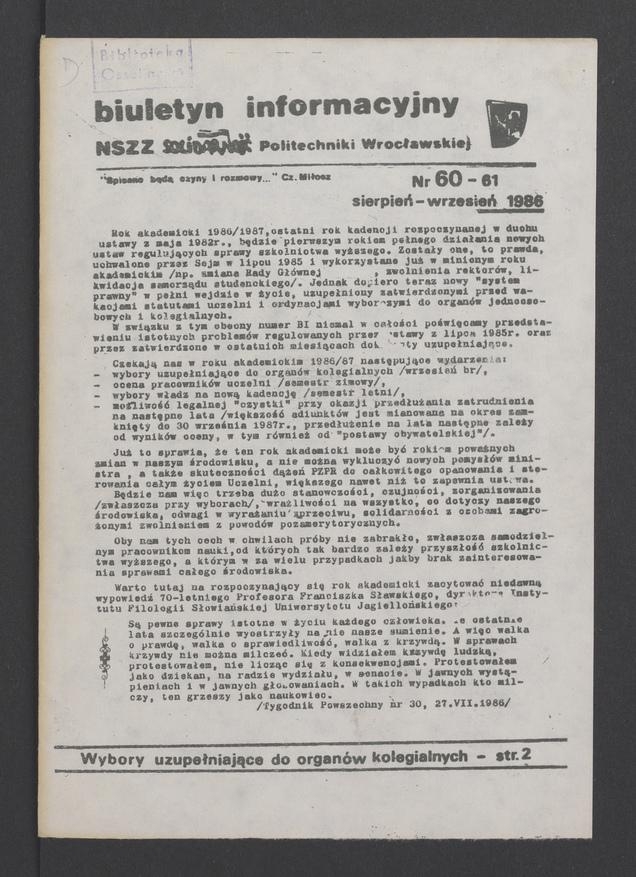 Biblioteka
biuletyn informacyjny
NSZZ Solidarność Politechniki Wrocławskiej
"Spisane będą czyny i rozmowy..." Cz. Miłosz
Nr 60 - 61
sierpień - wrzesień 1986
Rok akademicki 1986/1987,ostatni rok kadencji rozpoczynanej w duchu
ustawy z maja 1982r., będzie pierwszym rokiem pełnego działania nowych
ustaw regulujących sprawy szkolnictwa wyższego. Zostały one, to prawda,
uchwalone przez Sejm w lipcu 1985 i wykorzystane już w minionym roku
akademickim /np. zmiana Rady Głównej , zwolnienia rektorów, li-
kwidacja samorządu studenckiego/. Jednak dopiero teraz nowy "system
prawny" w pełni wejdzie w życie, uzupełniony zatwierdzonymi przed wa-
kacjami statutami uczelni i ordynacjami wyborczymi do organów jednoso-
bowych i kolegialnych.
W związku z tym obecny numer BI niemal w całości poświęcamy przedsta-
wieniu istotnych problemów regulowanych przez ustawy z lipca 1985r. oraz
przez zatwierdzone w ostatnich miesiącach uzupełniające.
Czekają nas w roku akademickim 1986/87 następujące wydarzenia:
- wybory uzupełniające do organów kolegialnych /wrzesień br/,
- ocena pracowników uczelni /semestr zimowy/,
- wybory władz na nową kadencję /semestr letni/,
- możliwość legalnej "czystki" przy okazji przedłużania zatrudnienia
na następne lata /większość adiunktów jest mianowana na okres zam-
knięty do 30 września 1987r., przedłużenie na lata następne zależy
od wyników oceny, w tym również od "postawy obywatelskiej"/.
Już to sprawia, że ten rok akademicki może być rokiem poważnych
zmian w naszym środowisku, a nie można wykluczyć nowych pomysłów mini-
stra , a także skuteczności dążeń PZPR do całkowitego opanowania i ste-
rowania całym życiem Uczelni, większego nawet niż to zapewnia ustawa.
Będzie nam więc trzeba dużo stanowczości, czujności, zorganizowania
/zwłaszcza przy wyborach/, wrażliwości na wszystko, co dotyczy naszego
środowiska, odwagi w wyrażaniu sprzeciwu, solidarności z osobami zagro-
żonymi zwolnieniem z powodów pozamerytorycznych.
Oby nam tych cech w chwilach próby nie zabrakło, zwłaszcza samodziel-
nym pracownikom nauki,od których tak bardzo zależy przyszłość szkolnic-
twa wyższego, a którym w za wielu przypadkach jakby brak zainteresowa-
nia sprawami całego środowiska.
Warto tutaj na rozpoczynający się rok akademicki zacytować niedawną
wypowiedź 70-letniego Profesora Franciszka Sławskiego, dyrektora Insty-
tutu Filologii Słowiańskiej Uniwersytetu Jagiellońskiego:
Są pewne sprawy istotne w życiu każdego człowieka. Te ostatnie
lata szczególnie wyostrzyły na nie nasze sumienie. A więc walka
o prawdę, walka o sprawiedliwość, walka z krzywdą. W sprawach
krzywdy nie można milczeć. Kiedy widziałem krzywdę ludzką,
protestowałem, nie licząc się z konsekwencjami. Protestowałem
jako dziekan, na radzie wydziału, w senacie. W jawnych wystą-
pieniach i w jawnych głosowaniach. W takich wypadkach kto mil-
czy, ten grzeszy jako naukowiec.
/Tygodnik Powszechny nr 30, 27.VII.1986/
Wybory uzupełniające do organów kolegialnych - str.2